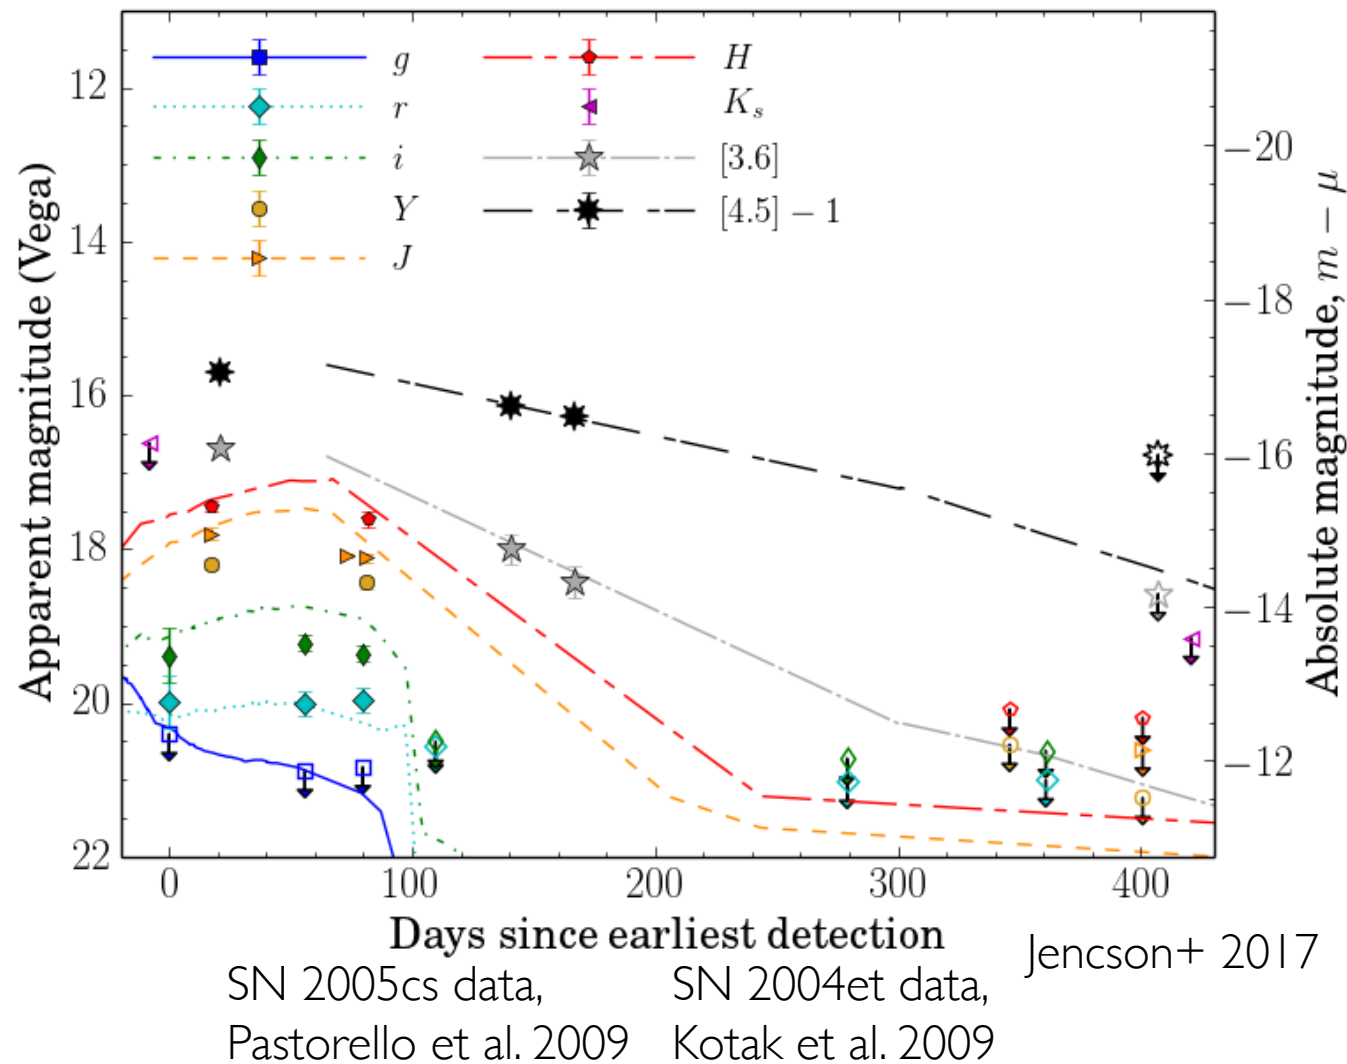 g
r
i
Y
J
H
K_s
[3.6]
[4.5] − 1
12
14
16
18
20
22
Apparent magnitude (Vega)
−20
−18
−16
−14
−12
Absolute magnitude, m − μ
0 100 200 300 400
Days since earliest detection
Jencson+ 2017
SN 2005cs data,
Pastorello et al. 2009
SN 2004et data,
Kotak et al. 2009